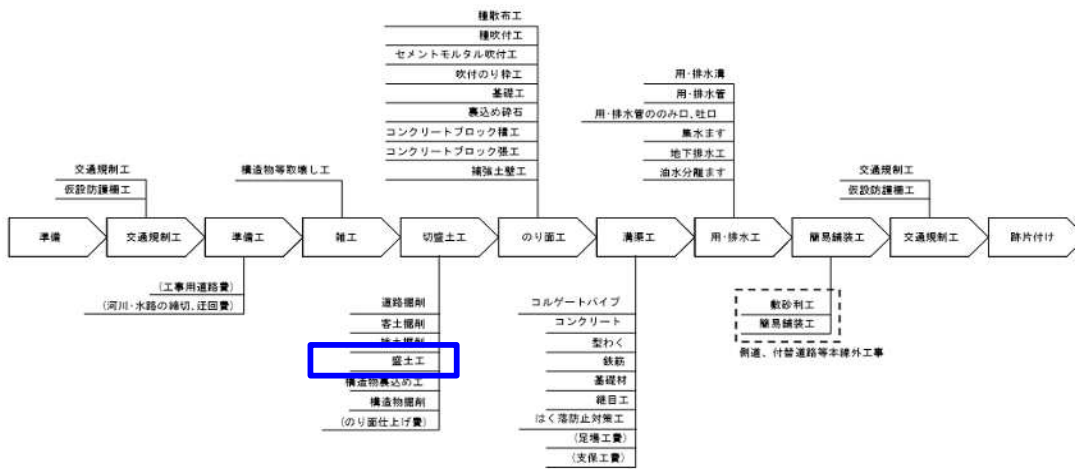 種散布工
種吹付工
セメントモルタル吹付工
吹付のり枠工
基礎工
裏込め砕石
コンクリートブロック積工
コンクリートブロック張工
補強土壁工
用・排水溝
用・排水管
用・排水管ののみ口、吐口
集水ます
地下排水工
油水分離ます
交通規制工
仮設防護柵工
構造物等取壊し工
交通規制工
仮設防護柵工
準備
交通規制工
準備工
雑工
切盛土工
のり面工
溝渠工
用・排水工
簡易舗装工
交通規制工
跡片付け
(工事用道路費)
(河川・水路の締切、迂回費)
道路掘削
客土掘削
盛土工
構造物裏込め工
構造物掘削
(のり面仕上げ費)
コルゲートパイプ
コンクリート
型わく
鉄筋
基礎材
継目工
はく落防止対策工
(足場工費)
(支保工費)
敷砂利工
簡易舗装工
側道、付替道路等本線外工事